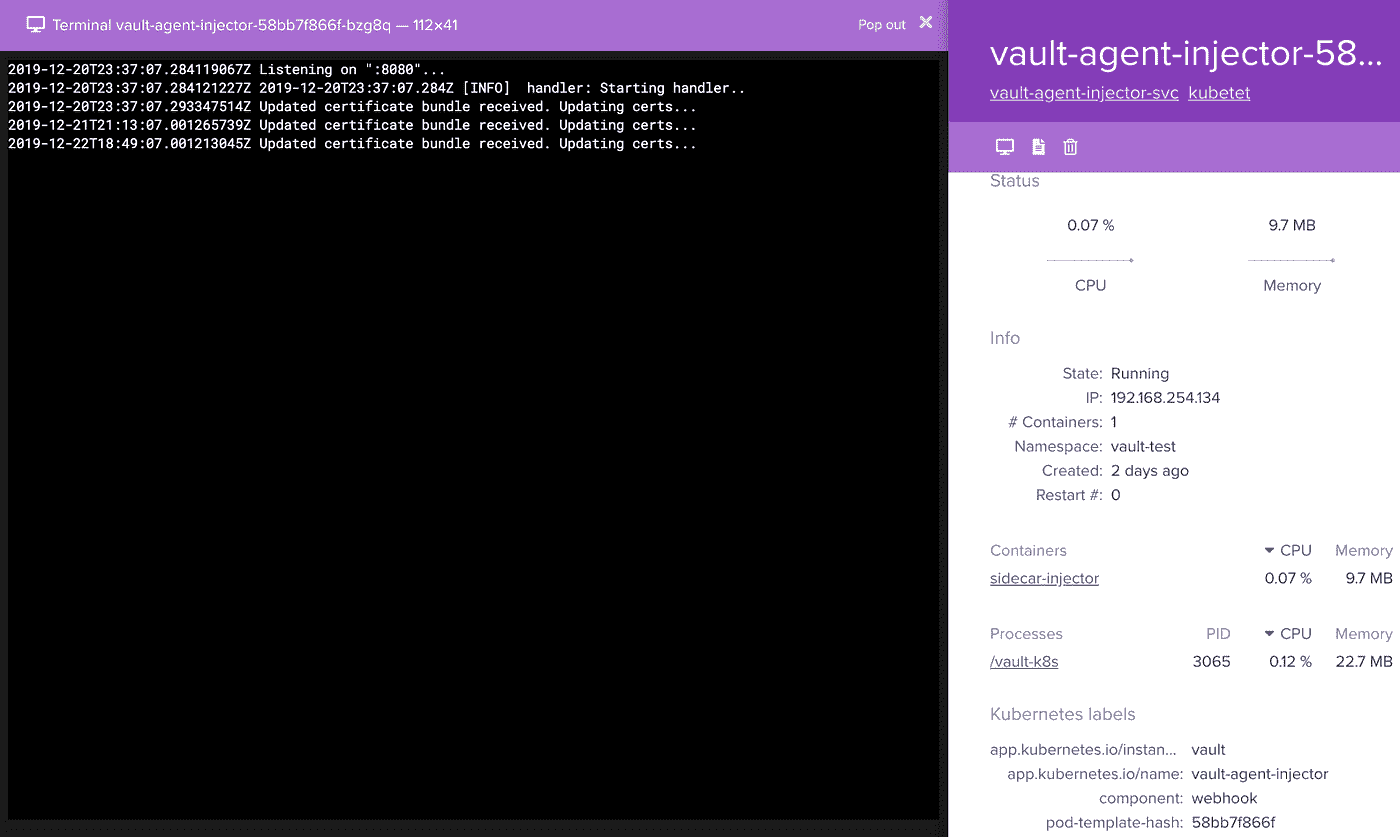 Terminal vault-agent-injector-58bb7f866f-bzg8q — 112×41
Pop out
2019-12-20T23:37:07.284119067Z Listening on ":8080"...
2019-12-20T23:37:07.284121227Z 2019-12-20T23:37:07.284Z [INFO]  handler: Starting handler..
2019-12-20T23:37:07.293347514Z Updated certificate bundle received. Updating certs...
2019-12-21T21:13:07.001265739Z Updated certificate bundle received. Updating certs...
2019-12-22T18:49:07.001213045Z Updated certificate bundle received. Updating certs...
vault-agent-injector-58...
vault-agent-injector-svc kubetet
Status
0.07 % 9.7 MB
CPU Memory
Info
State: Running
IP: 192.168.254.134
# Containers: 1
Namespace: vault-test
Created: 2 days ago
Restart #: 0
Containers CPU Memory
sidecar-injector 0.07 % 9.7 MB
Processes PID CPU Memory
/vault-k8s 3065 0.12 % 22.7 MB
Kubernetes labels
app.kubernetes.io/instan... vault
app.kubernetes.io/name: vault-agent-injector
component: webhook
pod-template-hash: 58bb7f866f